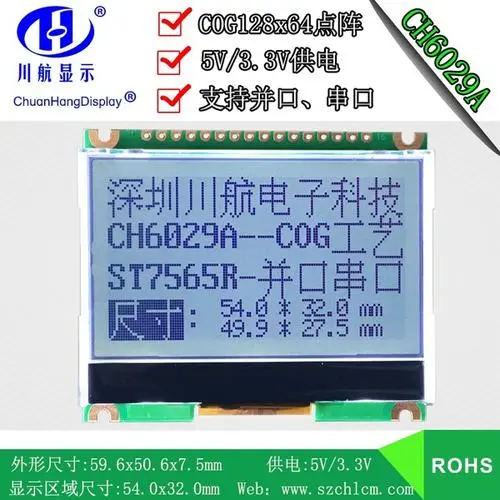 川航显示
ChuanHangDisplay
COG128x64点阵
5V/3.3V供电
支持并口、串口
CH6029A
深圳川航电子科技
CH6029A--COG工艺
ST7565R-并口串口
尺寸: 54.0 * 32.0 mm
49.9 * 27.5 mm
外形尺寸:59.6x50.6x7.5mm 供电:5V/3.3V
显示区域尺寸:54.0x32.0mm www.szchlcm.com
ROHS